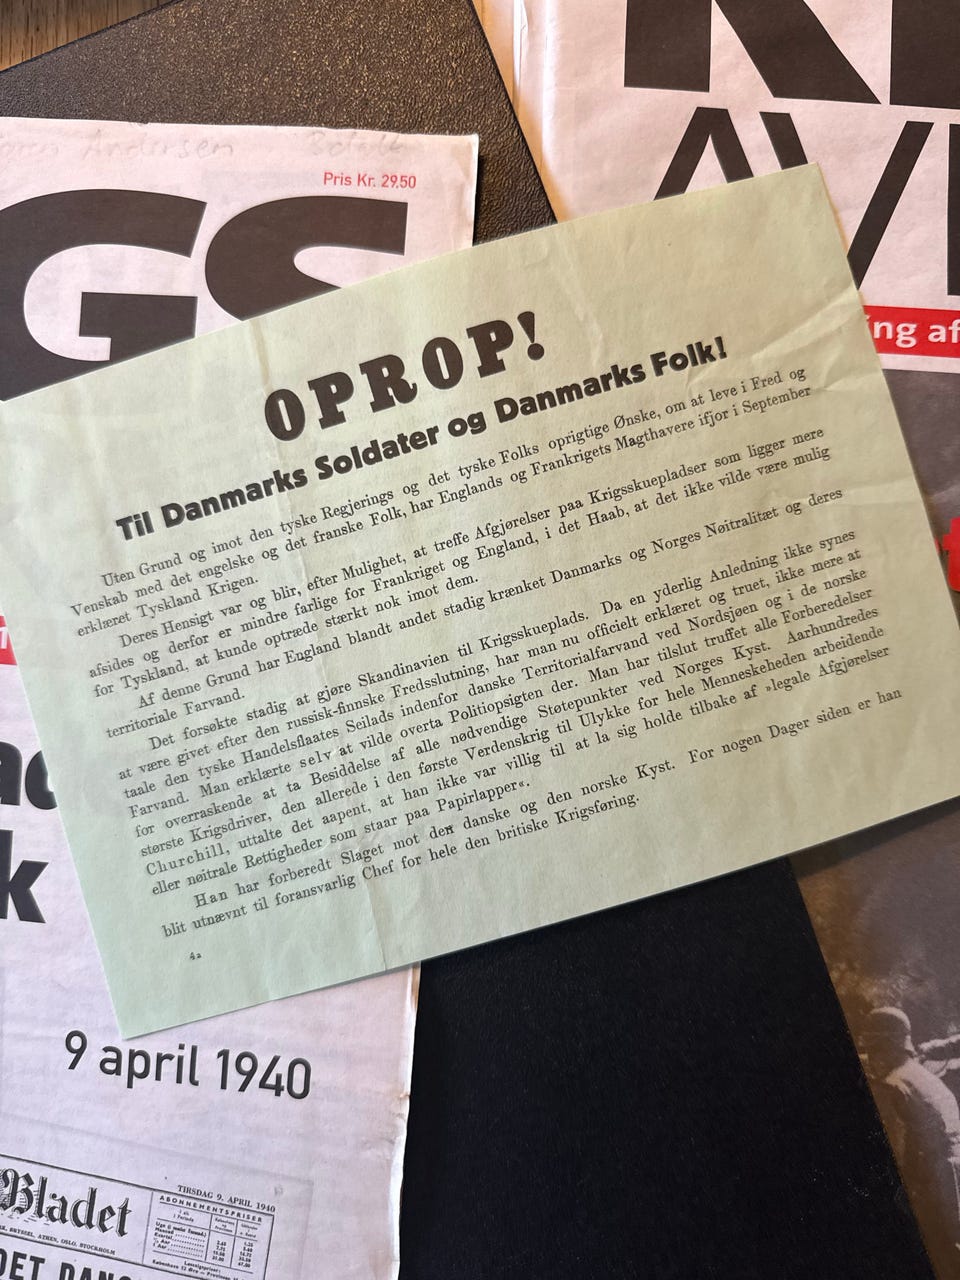 Andersen
Pris Kr. 29,50
GS
AV
ng af
OPROP!
Til Danmarks Soldater og Danmarks Folk!
Uten Grund og imot den tyske Regjerings og det tyske Folks oprigtige Ønske, om at leve i Fred og
Venskab med det engelske og det franske Folk, har Englands og Frankrigets Magthavere ifjor i September
erklæret Tyskland Krigen.
Deres Hensigt var og blir, efter Mulighet, at treffe Afgjørelser paa Krigsskuepladser som ligger mere
afsides og derfor er mindre farlige for Frankriget og England, i det Haab, at det ikke vilde være mulig
for Tyskland, at kunde optræde stærkt nok imot dem.
Af denne Grund har England blandt andet stadig krænket Danmarks og Norges Nøitralitæt og deres
territoriale Farvand.
Det forsøkte stadig at gjøre Skandinavien til Krigsskueplads. Da en yderlig Anledning ikke synes
at være givet efter den russisk-finnske Fredsslutning, har man nu officielt erklæret og truet, ikke mere at
taale den tyske Handelsflaates Seilads indenfor danske Territorialfarvand ved Nordsjøen og i de norske
Farvand. Man erklærte selv at vilde overta Politiopsigten der. Man har tilslut truffet alle Forberedelser
for overraskende at ta Besiddelse af alle nødvendige Støtepunkter ved Norges Kyst. Aarhundredes
største Krigsdriver, den allerede i den første Verdenskrig til Ulykke for hele Menneskeheden arbeidende
Churchill, uttalte det aapent, at han ikke var villig til at la sig holde tilbake af »legale Afgjørelser
eller nøitrale Rettigheder som staar paa Papirlapper«.
Han har forberedt Slaget mot den danske og den norske Kyst. For nogen Dager siden er han
blit utnævnt til foransvarlig Chef for hele den britiske Krigsføring.
4a
k
9 april 1940
Bladet
TIRSDAG 9. APRIL 1940
ABONNEMENTSPRISER
DET DAN